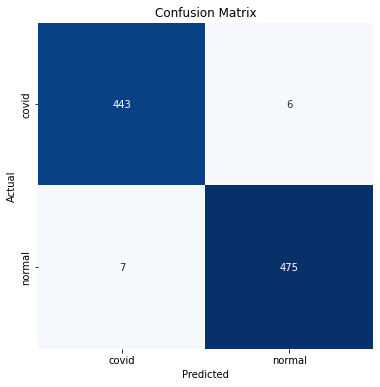 Confusion Matrix
covid
443
6
Actual
normal
7
475
covid
normal
Predicted